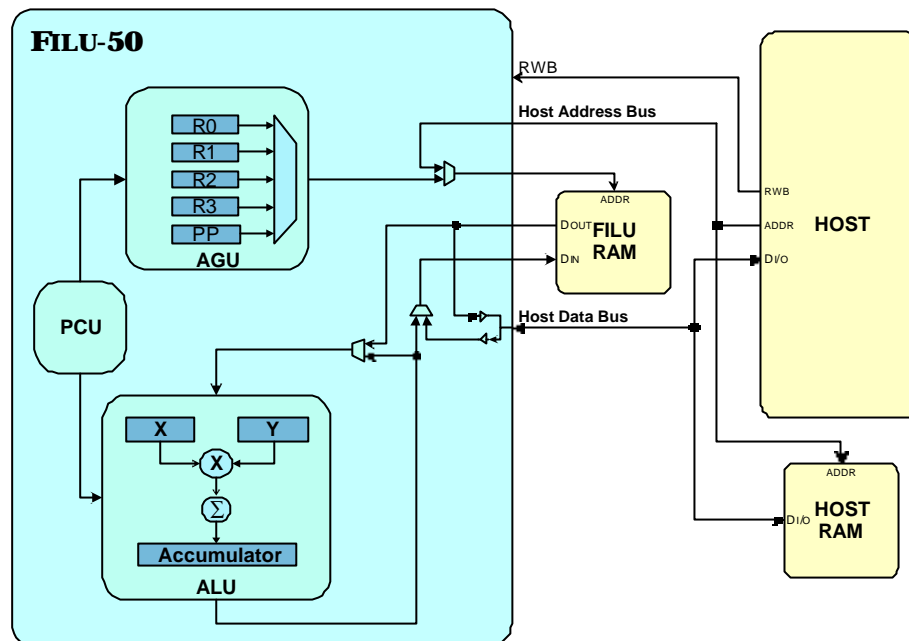 FILU-50
RWB
Host Address Bus
R0
R1
R2
R3
PP
AGU
ADDR
DOUT
DIN
FILU
RAM
RWB
ADDR
DI/O
HOST
PCU
Host Data Bus
X
Y
X
Σ
Accumulator
ALU
ADDR
DI/O
HOST
RAM